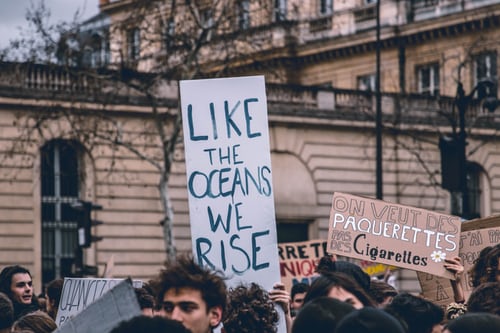 LIKE
THE
OCEANS
WE
RISE
ON VEUT DES
PAQUERETTES
PAS DES Cigarettes